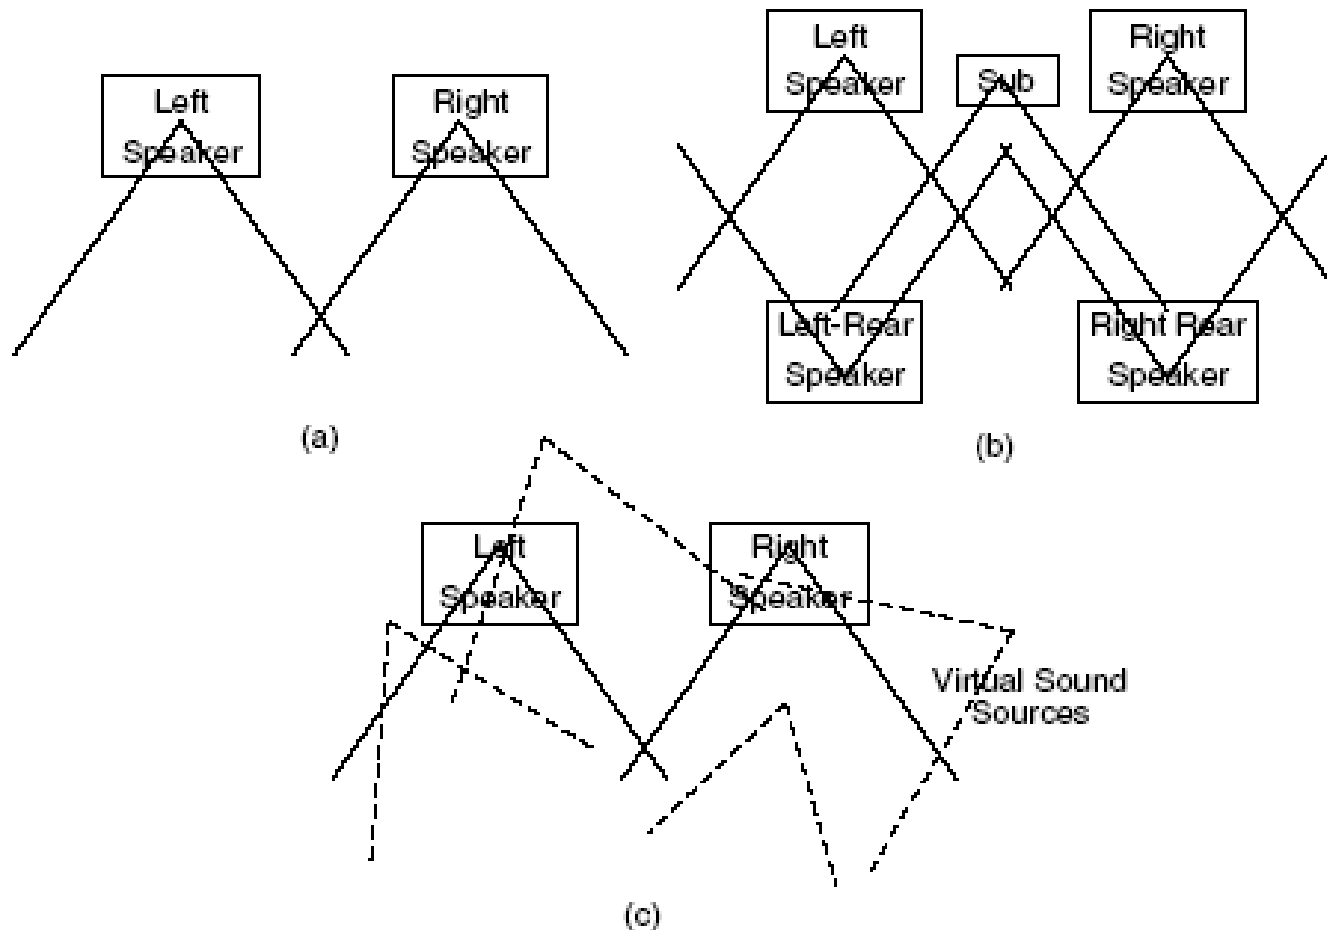 Left
Speaker
Right
Speaker
(a)
Left
Speaker
Sub
Right
Speaker
Left-Rear
Speaker
Right Rear
Speaker
(b)
Left
Speaker
Right
Speaker
Virtual Sound
Sources
(c)